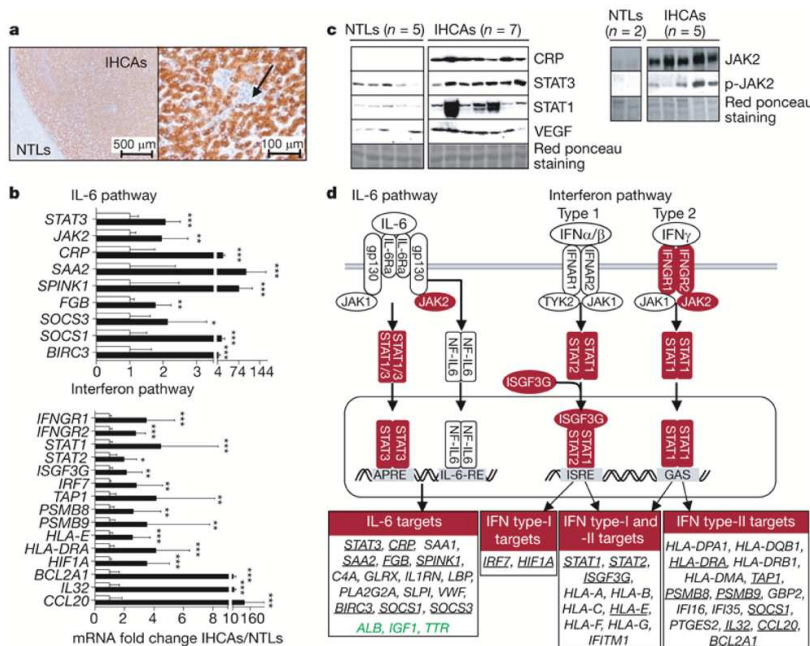 a
IHCAs
NTLs
500 μm
100 μm
b
IL-6 pathway
STAT3
***
JAK2
*
CRP
***
SAA2
***
SPINK1
***
FGB
**
SOCS3
*
SOCS1
***
BIRC3
***
0 1 2 3 4 74 144
Interferon pathway
IFNGR1
***
IFNGR2
***
STAT1
***
STAT2
*
ISGF3G
*
IRF7
**
TAP1
*
PSMB8
**
PSMB9
*
HLA-E
**
HLA-DRA
**
HIF1A
***
BCL2A1
***
IL32
***
CCL20
***
0 2 4 6 8 10 160
mRNA fold change IHCAs/NTLs
c
NTLs (n = 5) IHCAs (n = 7)
CRP
STAT3
STAT1
VEGF
Red ponceau
staining
NTLs
(n = 2)
IHCAs
(n = 5)
JAK2
p-JAK2
Red ponceau
staining
d
IL-6 pathway
Interferon pathway
Type 1 Type 2
IL-6
IFNα/β
IFNγ
gp130
IL-6Ra
IL-6Ra
gp130
IFNAR1
IFNAR2
IFNGR1
IFNGR2
JAK1
JAK2
TYK2
JAK1
JAK1
JAK2
STAT1/3
STAT1/3
NF-IL6
NF-IL6
STAT2
STAT1
STAT1
STAT1
ISGF3G
ISGF3G
STAT3
STAT3
NF-IL6
NF-IL6
STAT2
STAT1
STAT1
STAT1
APRE
IL-6-RE
ISRE
GAS
IL-6 targets
STAT3, CRP, SAA1,
SAA2, FGB, SPINK1,
C4A, GLRX, IL1RN, LBP,
PLA2G2A, SLPI, VWF,
BIRC3, SOCS1, SOCS3
ALB, IGF1, TTR
IFN type-I
targets
IRF7, HIF1A
IFN type-I and
-II targets
STAT1, STAT2,
ISGF3G,
HLA-A, HLA-B,
HLA-C, HLA-E,
HLA-F, HLA-G,
IFITM1
IFN type-II targets
HLA-DPA1, HLA-DQB1,
HLA-DRA, HLA-DRB1,
HLA-DMA, TAP1,
PSMB8, PSMB9, GBP2,
IFI16, IFI35, SOCS1,
PTGES2, IL32, CCL20,
BCL2A1